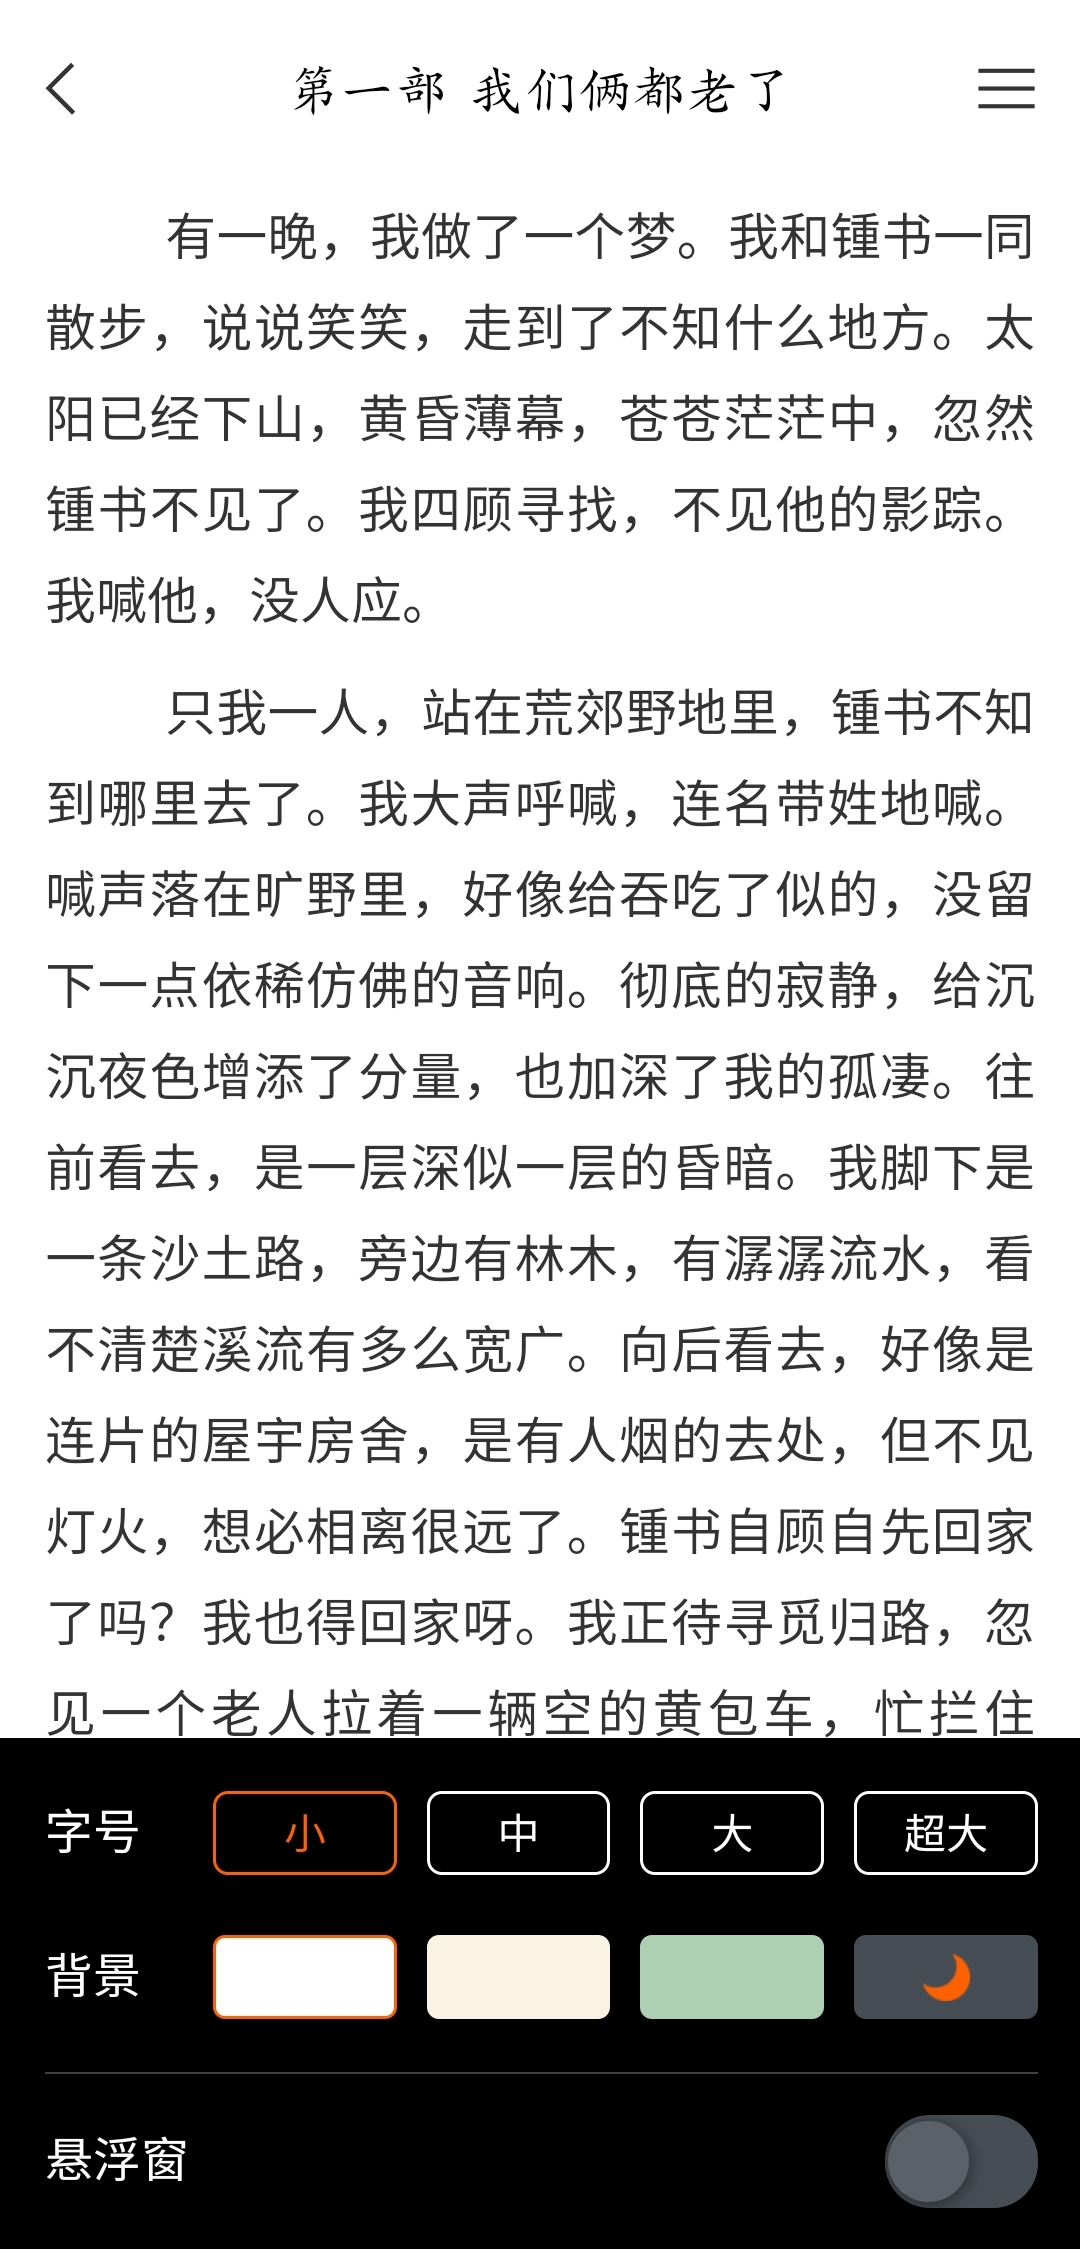 第一部 我们俩都老了
有一晚，我做了一个梦。我和锺书一同
散步，说说笑笑，走到了不知什么地方。太
阳已经下山，黄昏薄幕，苍苍茫茫中，忽然
锺书不见了。我四顾寻找，不见他的影踪。
我喊他，没人应。
只我一人，站在荒郊野地里，锺书不知
到哪里去了。我大声呼喊，连名带姓地喊。
喊声落在旷野里，好像给吞吃了似的，没留
下一点依稀仿佛的音响。彻底的寂静，给沉
沉夜色增添了分量，也加深了我的孤凄。往
前看去，是一层深似一层的昏暗。我脚下是
一条沙土路，旁边有林木，有潺潺流水，看
不清楚溪流有多么宽广。向后看去，好像是
连片的屋宇房舍，是有人烟的去处，但不见
灯火，想必相离很远了。锺书自顾自先回家
了吗？我也得回家呀。我正待寻觅归路，忽
见一个老人拉着一辆空的黄包车，忙拦住
字号 小 中 大 超大
背景
悬浮窗